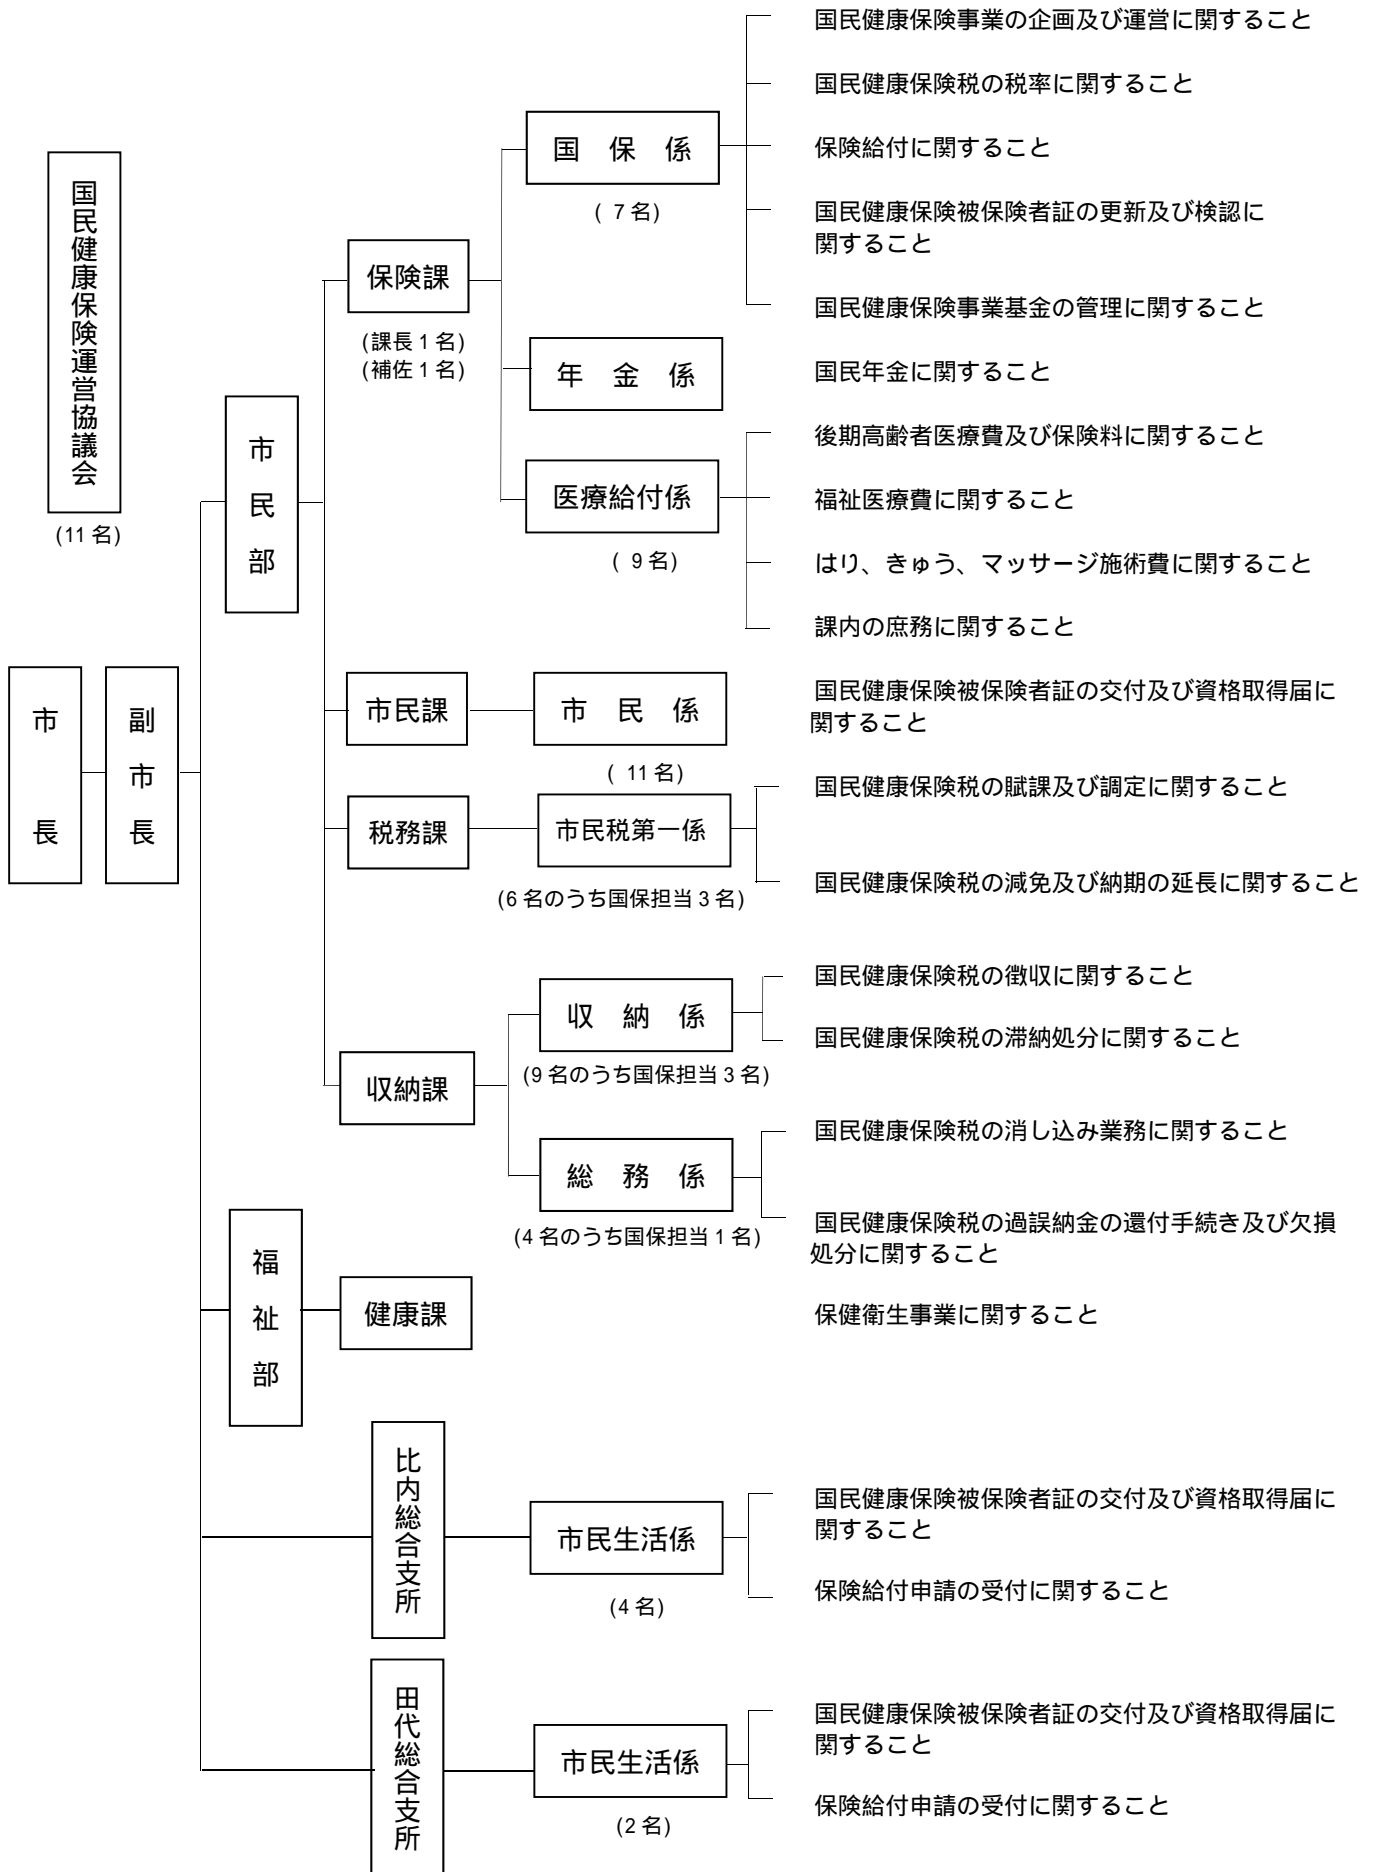 国民健康保険運営協議会
(11名)
市長
副市長
市民部
保険課
(課長1名)
(補佐1名)
国保係
( 7名)
国民健康保険事業の企画及び運営に関すること
国民健康保険税の税率に関すること
保険給付に関すること
国民健康保険被保険者証の更新及び検認に
関すること
国民健康保険事業基金の管理に関すること
年金係
国民年金に関すること
医療給付係
( 9名)
後期高齢者医療費及び保険料に関すること
福祉医療費に関すること
はり、きゅう、マッサージ施術費に関すること
課内の庶務に関すること
市民課
市民係
( 11名)
国民健康保険被保険者証の交付及び資格取得届に
関すること
税務課
市民税第一係
(6名のうち国保担当3名)
国民健康保険税の賦課及び調定に関すること
国民健康保険税の減免及び納期の延長に関すること
収納課
収納係
(9名のうち国保担当3名)
国民健康保険税の徴収に関すること
国民健康保険税の滞納処分に関すること
総務係
(4名のうち国保担当1名)
国民健康保険税の消し込み業務に関すること
国民健康保険税の過誤納金の還付手続き及び欠損
処分に関すること
福祉部
健康課
保健衛生事業に関すること
比内総合支所
市民生活係
(4名)
国民健康保険被保険者証の交付及び資格取得届に
関すること
保険給付申請の受付に関すること
田代総合支所
市民生活係
(2名)
国民健康保険被保険者証の交付及び資格取得届に
関すること
保険給付申請の受付に関すること